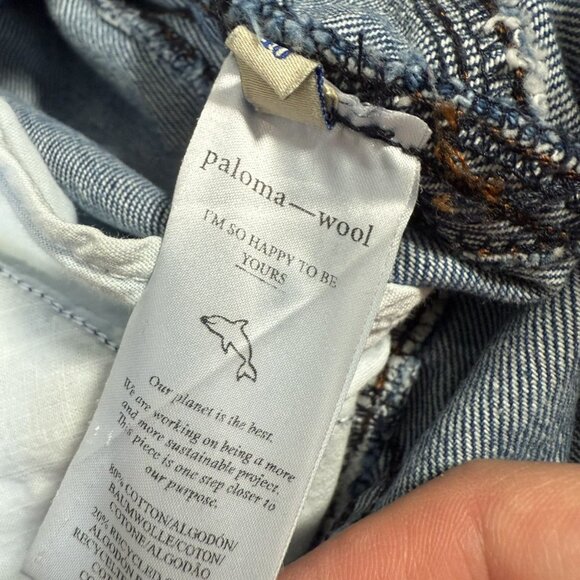 paloma—wool
I'M SO HAPPY TO BE
YOURS
Our planet is the best.
We are working on being a more
and more sustainable project.
This piece is one step closer to
our purpose.
80% COTTON/ALGODÓN/
BAUMWOLLE/COTON/
COTONE/ALGODÃO
20% RECYCLED
ALGODÓN
RECYCLING